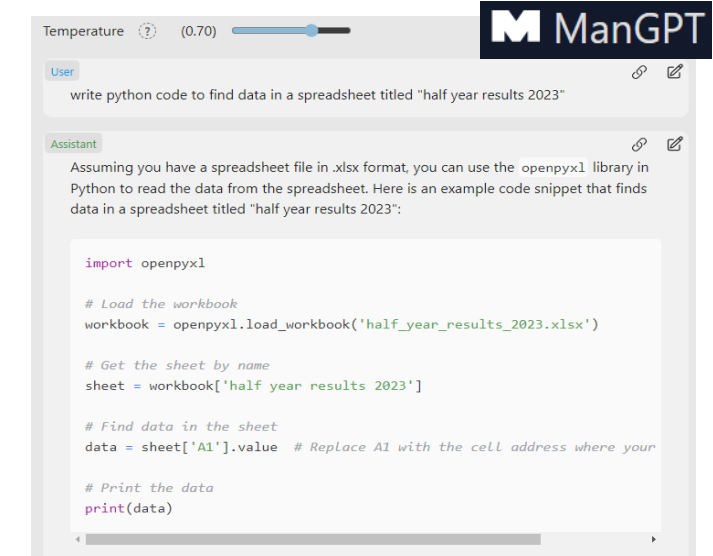 Temperature ? (0.70)
ManGPT
User
write python code to find data in a spreadsheet titled "half year results 2023"
Assistant
Assuming you have a spreadsheet file in .xlsx format, you can use the openpyxl library in
Python to read the data from the spreadsheet. Here is an example code snippet that finds
data in a spreadsheet titled "half year results 2023":
import openpyxl
# Load the workbook
workbook = openpyxl.load_workbook('half_year_results_2023.xlsx')
# Get the sheet by name
sheet = workbook['half year results 2023']
# Find data in the sheet
data = sheet['A1'].value  # Replace A1 with the cell address where your
# Print the data
print(data)